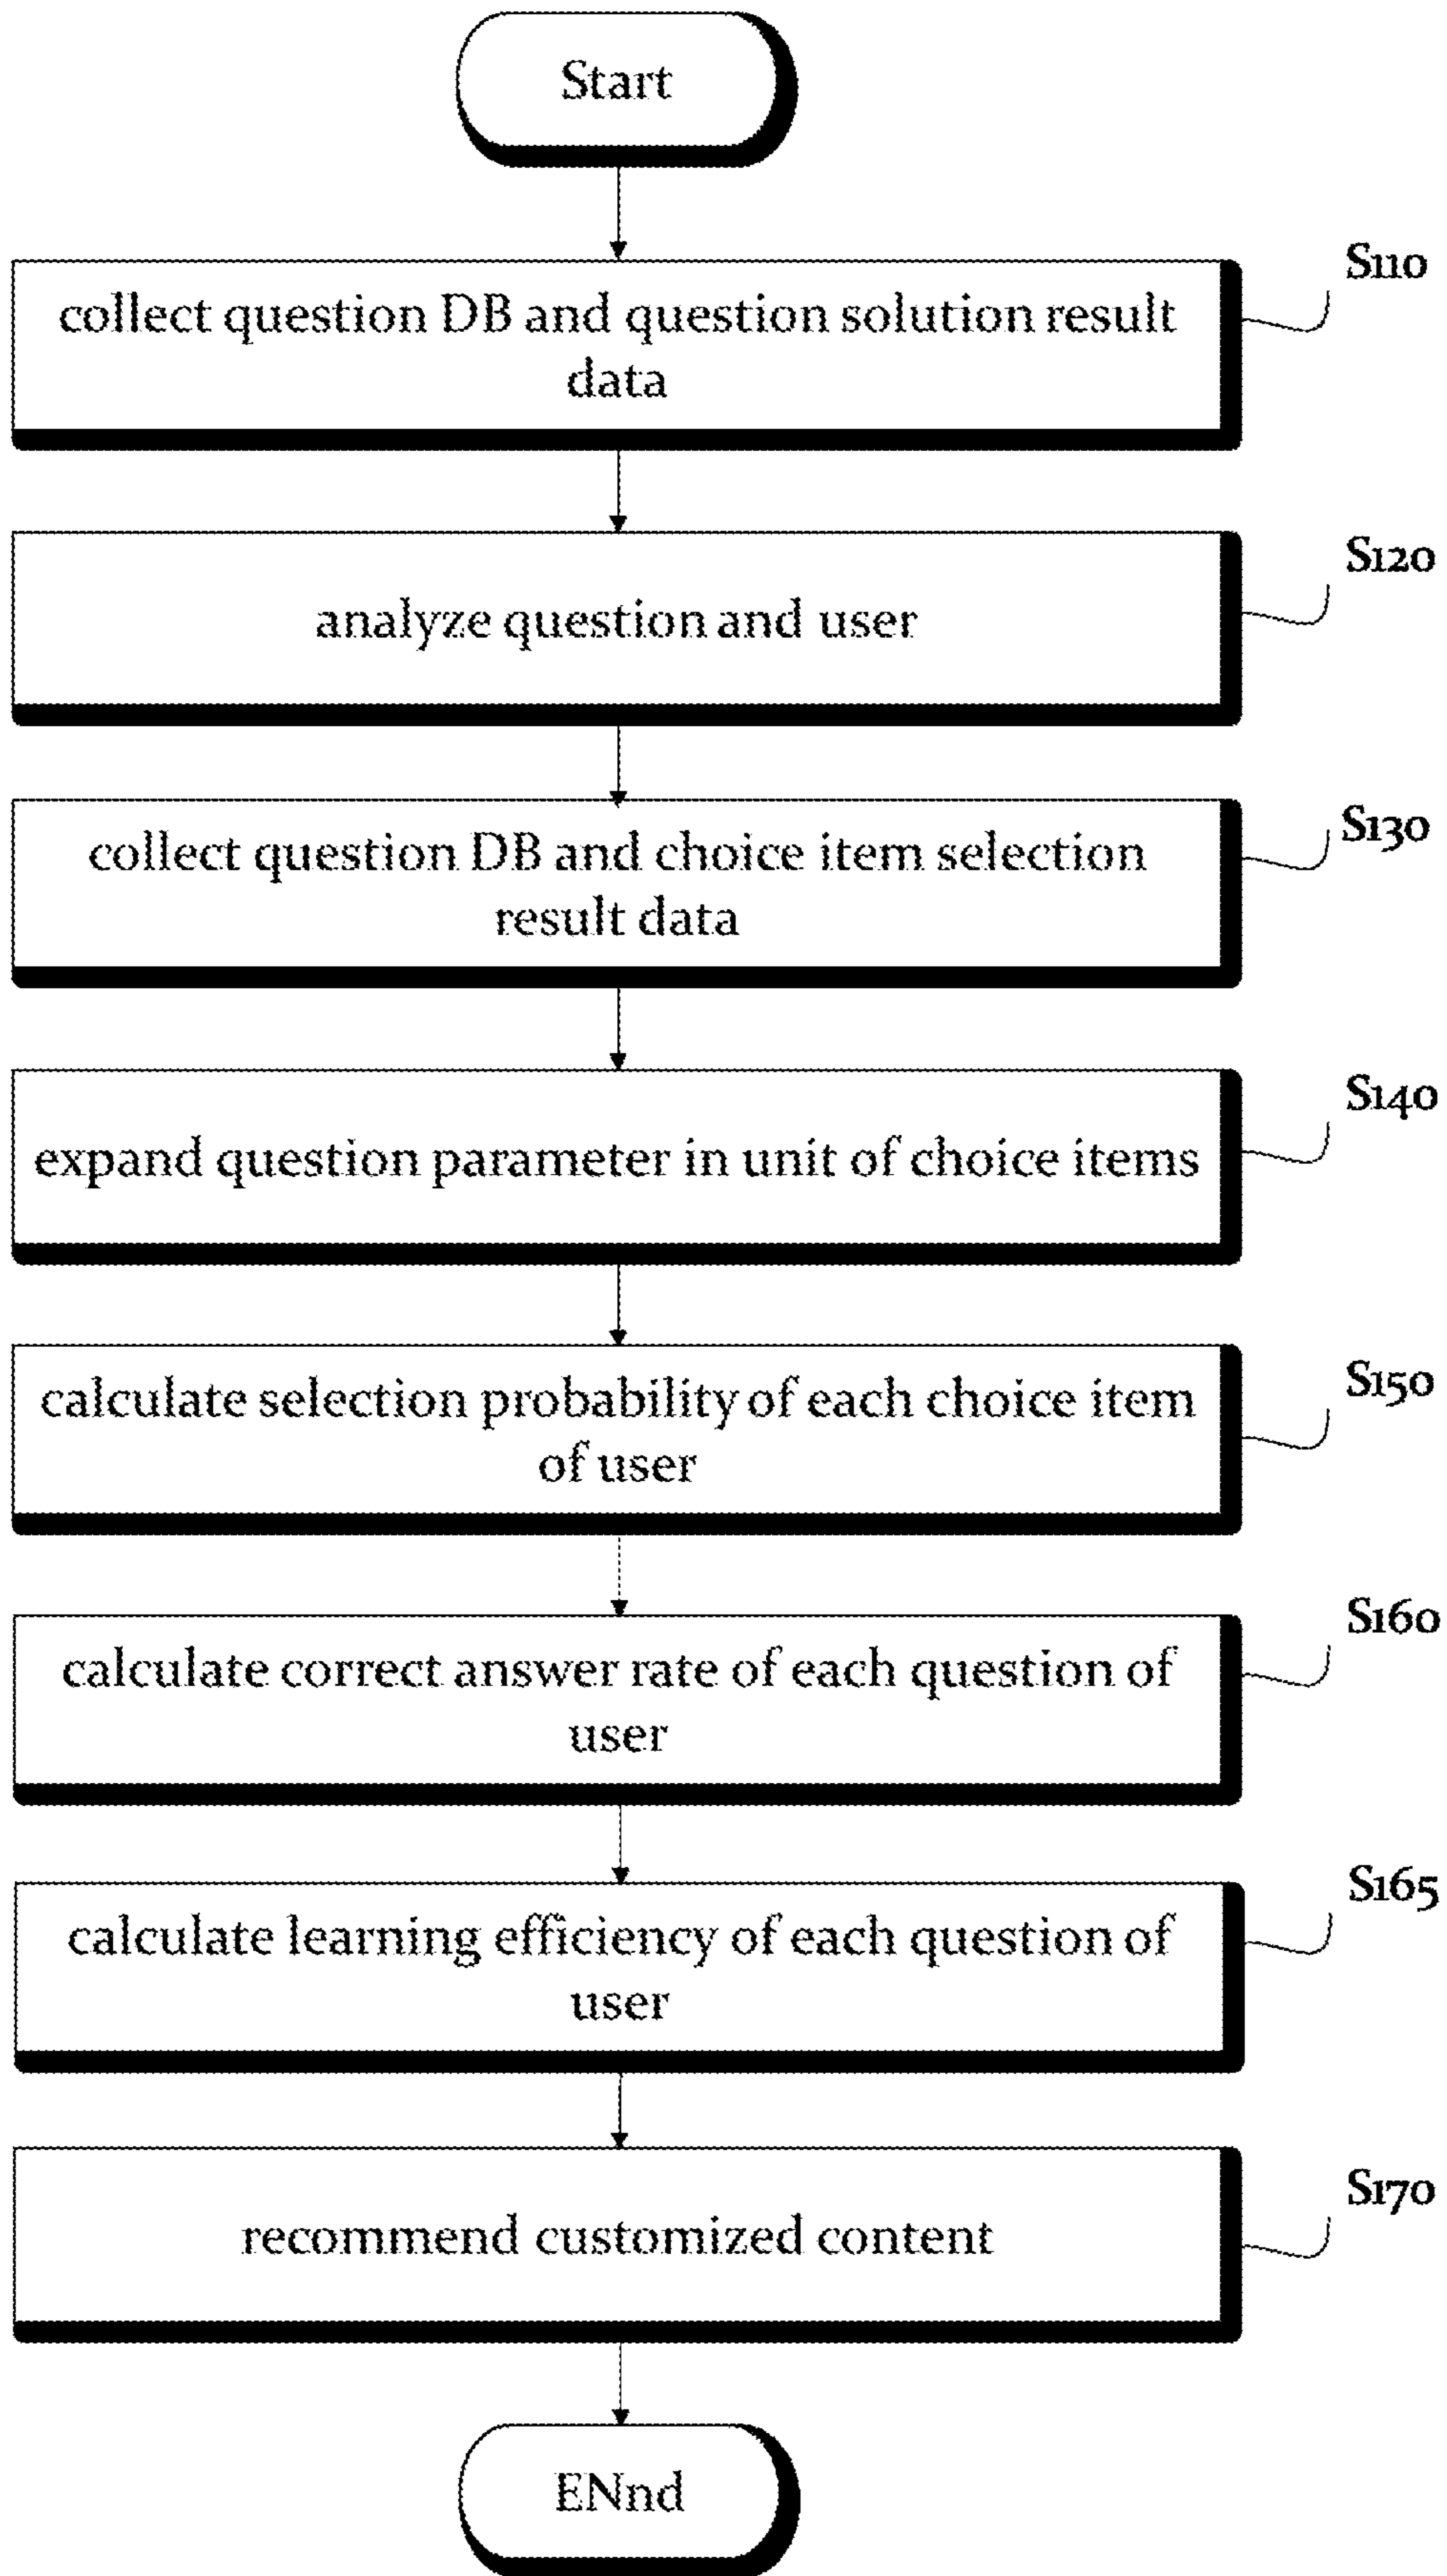 Start
S110
collect question DB and question solution result
data
S120
analyze question and user
S130
collect question DB and choice item selection
result data
S140
expand question parameter in unit of choice items
S150
calculate selection probability of each choice item
of user
S160
calculate correct answer rate of each question of
user
S165
calculate learning efficiency of each question of
user
S170
recommend customized content
ENnd